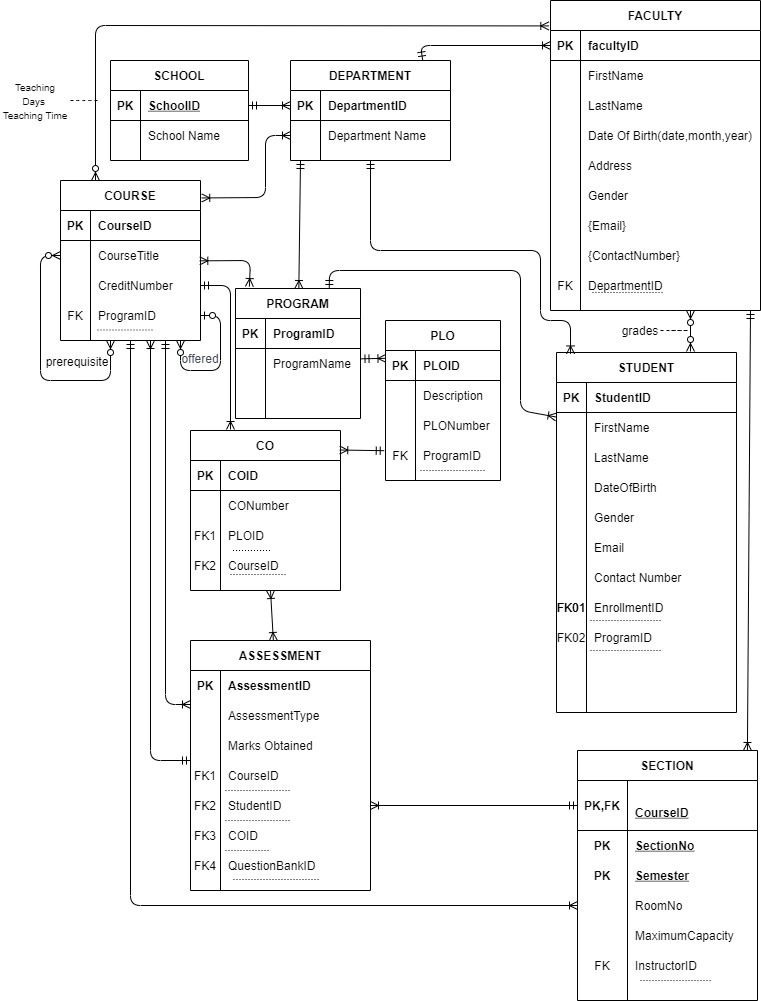 FACULTY
PK facultyID
FirstName
LastName
Date Of Birth(date,month,year)
Address
Gender
{Email}
{ContactNumber}
FK DepartmentID
SCHOOL
PK SchoolID
School Name
DEPARTMENT
PK DepartmentID
Department Name
Teaching
Days
Teaching Time
COURSE
PK CourseID
CourseTitle
CreditNumber
FK ProgramID
prerequisite
offered
PROGRAM
PK ProgramID
ProgramName
PLO
PK PLOID
Description
PLONumber
FK ProgramID
grades
STUDENT
PK StudentID
FirstName
LastName
DateOfBirth
Gender
Email
Contact Number
FK01 EnrollmentID
FK02 ProgramID
CO
PK COID
CONumber
FK1 PLOID
FK2 CourseID
ASSESSMENT
PK AssessmentID
AssessmentType
Marks Obtained
FK1 CourseID
FK2 StudentID
FK3 COID
FK4 QuestionBankID
SECTION
PK,FK CourseID
PK SectionNo
PK Semester
RoomNo
MaximumCapacity
FK InstructorID